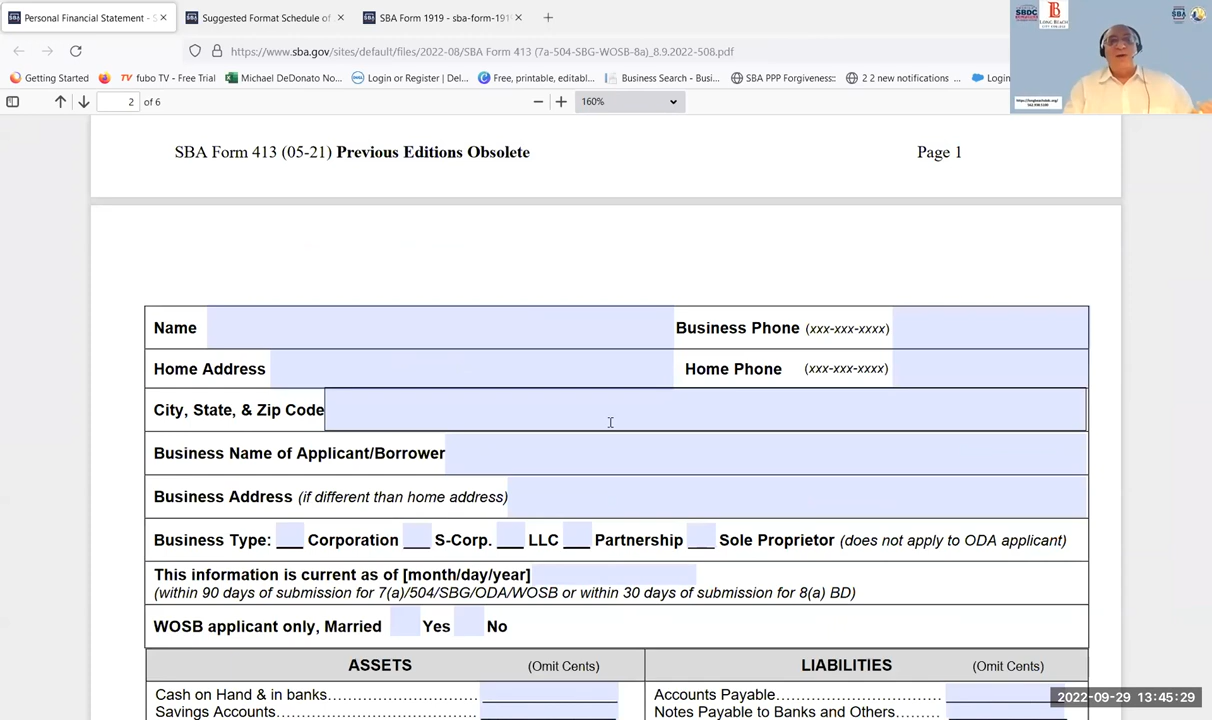 Personal Financial Statement - S
Suggested Format Schedule of
SBA Form 1919 - sba-form-191
https://www.sba.gov/sites/default/files/2022-08/SBA Form 413 (7a-504-SBG-WOSB-8a)_8.9.2022-508.pdf
Getting Started
fubo TV - Free Trial
Michael DeDonato No...
Login or Register | Del...
Free, printable, editabl...
Business Search - Busi...
SBA PPP Forgiveness:
2 2 new notifications ...
Login
2 of 6
160%
SBDC
LONG BEACH
CITY COLLEGE
SBA
SBA Form 413 (05-21) Previous Editions Obsolete
Page 1
Name
Business Phone (xxx-xxx-xxxx)
Home Address
Home Phone (xxx-xxx-xxxx)
City, State, & Zip Code
Business Name of Applicant/Borrower
Business Address (if different than home address)
Business Type: Corporation S-Corp. LLC Partnership Sole Proprietor (does not apply to ODA applicant)
This information is current as of [month/day/year]
(within 90 days of submission for 7(a)/504/SBG/ODA/WOSB or within 30 days of submission for 8(a) BD)
WOSB applicant only, Married Yes No
ASSETS (Omit Cents)
LIABILITIES (Omit Cents)
Cash on Hand & in banks
Accounts Payable
Savings Accounts
Notes Payable to Banks and Others
2022-09-29 13:45:29